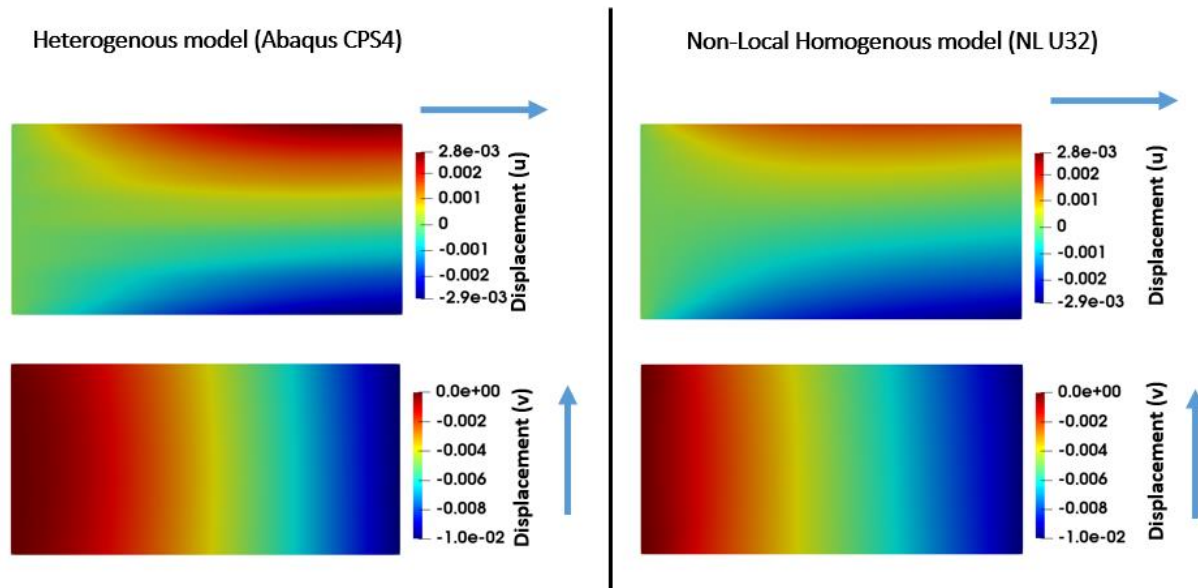 Heterogenous model (Abaqus CPS4)
Non-Local Homogenous model (NL U32)
2.8e-03
0.002
0.001
0
-0.001
-0.002
-2.9e-03
Displacement (u)
2.8e-03
0.002
0.001
0
-0.001
-0.002
-2.9e-03
Displacement (u)
0.0e+00
-0.002
-0.004
-0.006
-0.008
-1.0e-02
Displacement (v)
0.0e+00
-0.002
-0.004
-0.006
-0.008
-1.0e-02
Displacement (v)